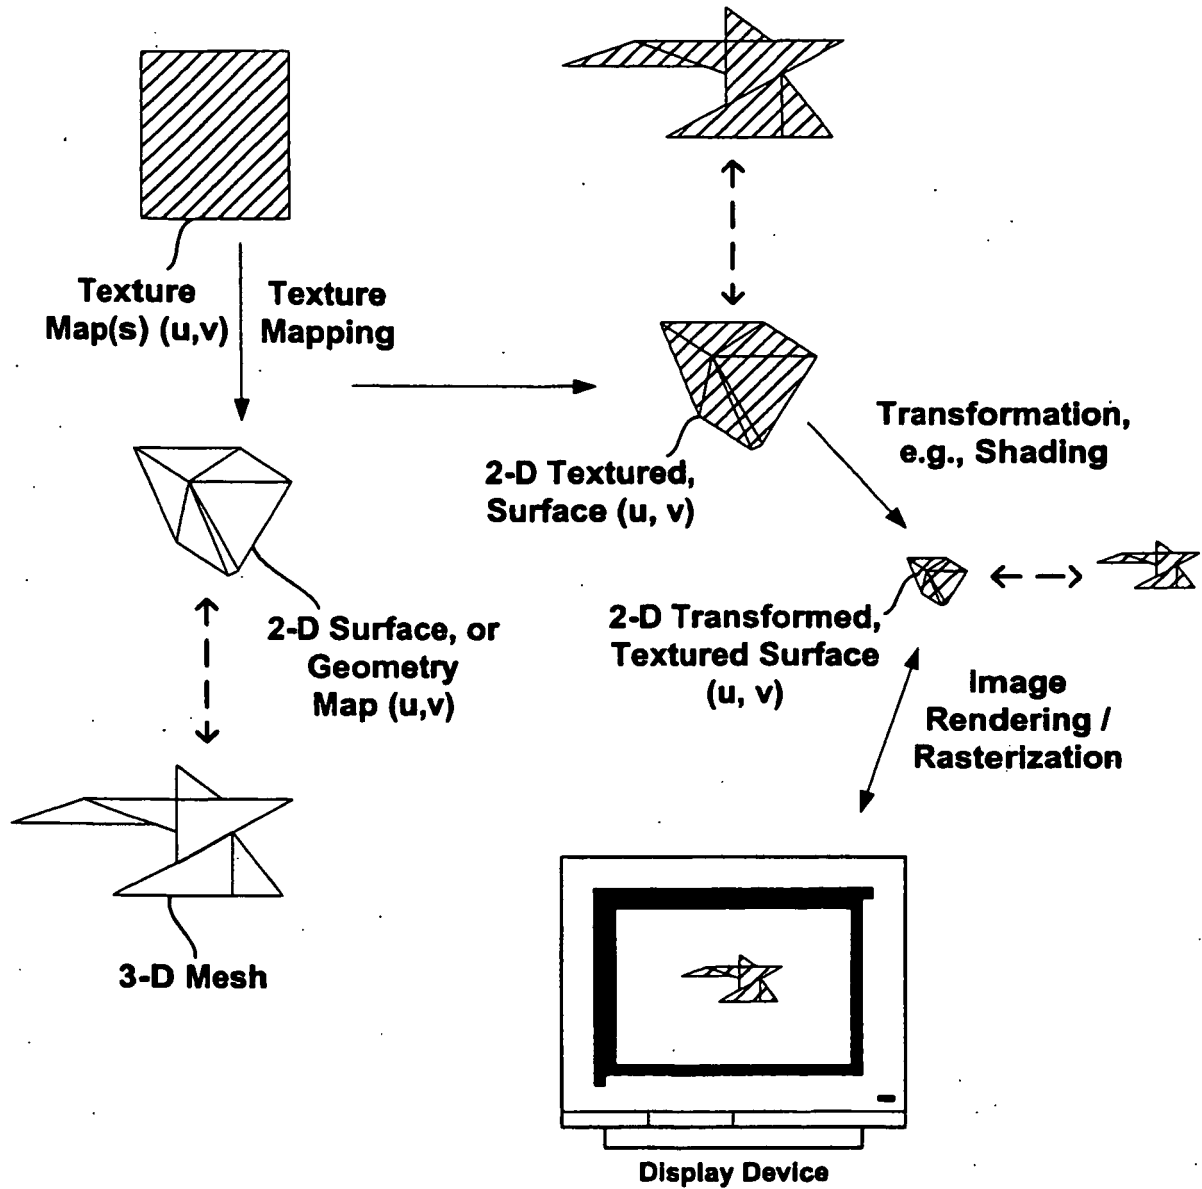 Texture
Map(s) (u,v)
Texture
Mapping
2-D Surface, or
Geometry
Map (u,v)
3-D Mesh
2-D Textured,
Surface (u, v)
Transformation,
e.g., Shading
2-D Transformed,
Textured Surface
(u, v)
Image
Rendering /
Rasterization
Display Device